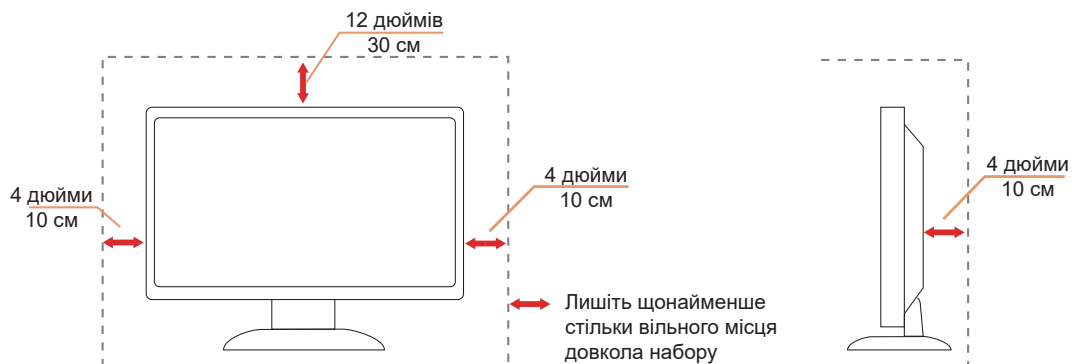 12 дюймів
30 см
4 дюйми
10 см
4 дюйми
10 см
4 дюйми
10 см
Лишіть щонайменше
стільки вільного місця
довкола набору